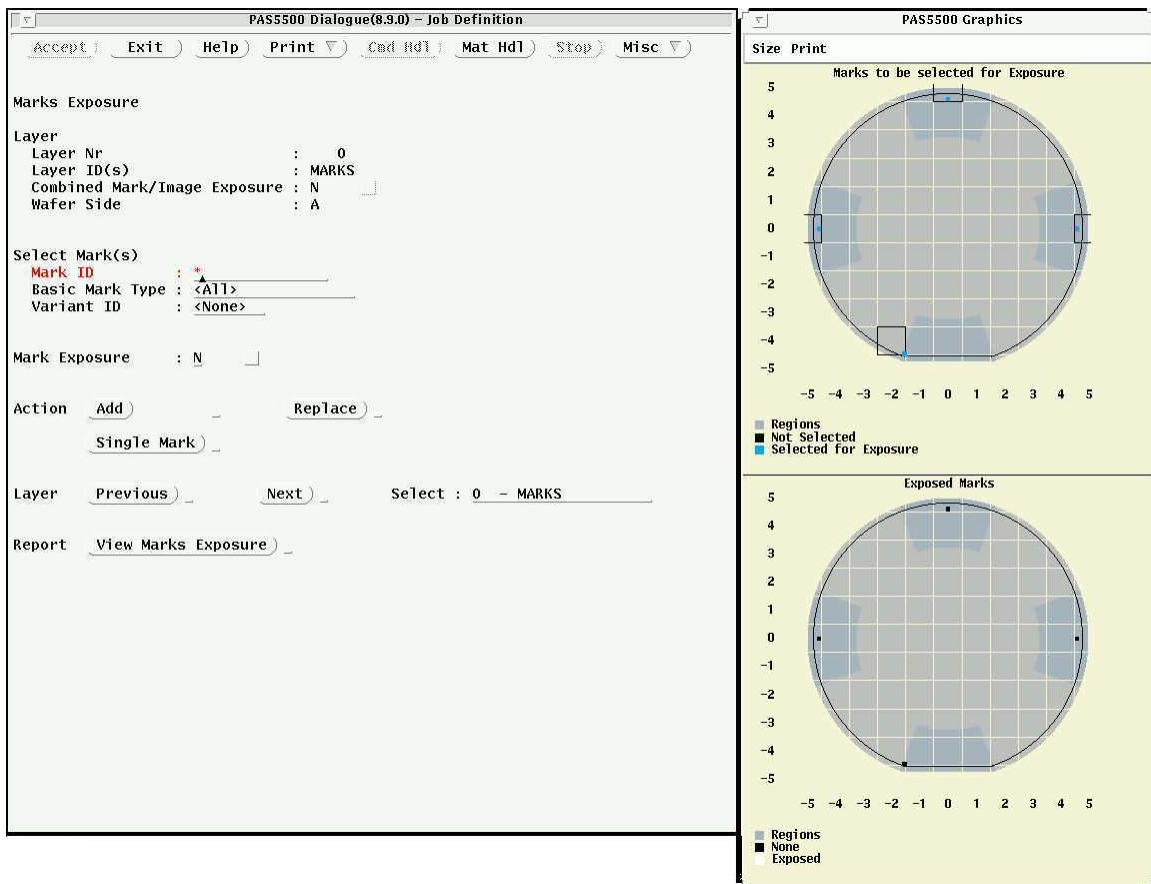 PAS5500 Dialogue(8.9.0) – Job Definition
Accept Exit Help Print Cmd Hdl Mat Hdl Stop Misc
Marks Exposure
Layer
Layer Nr : 0
Layer ID(s) : MARKS
Combined Mark/Image Exposure : N
Wafer Side : A
Select Mark(s)
Mark ID : *
Basic Mark Type : <All>
Variant ID : <None>
Mark Exposure : N
Action Add Replace
Single Mark
Layer Previous Next Select : 0 – MARKS
Report View Marks Exposure
PAS5500 Graphics
Size Print
Marks to be selected for Exposure
5
4
3
2
1
0
–1
–2
–3
–4
–5
–5 –4 –3 –2 –1 0 1 2 3 4 5
Regions
Not Selected
Selected for Exposure
Exposed Marks
5
4
3
2
1
0
–1
–2
–3
–4
–5
–5 –4 –3 –2 –1 0 1 2 3 4 5
Regions
None
Exposed